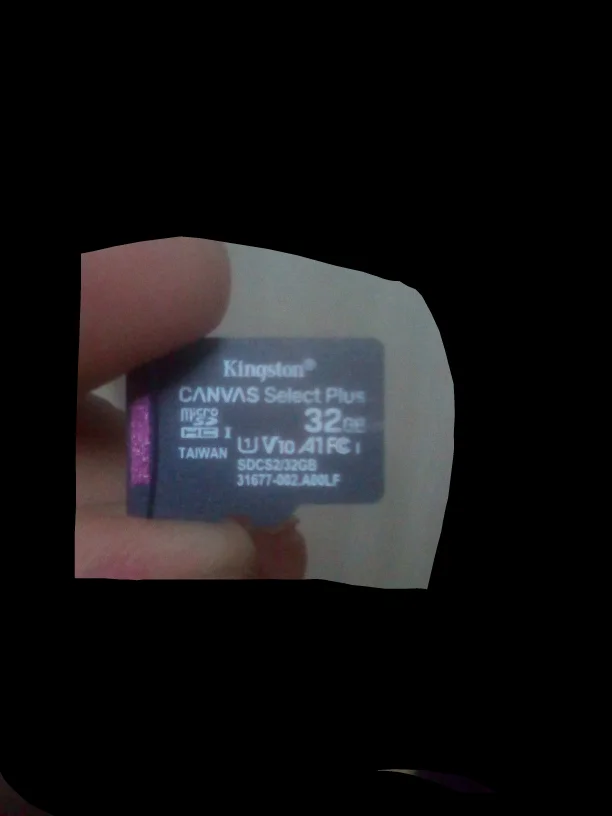 Kingston®
CANVAS Select Plus
micro SD HC I
32GB
U1 V10 A1 FC I
TAIWAN
SDCS2/32GB
31677-002.A00LF